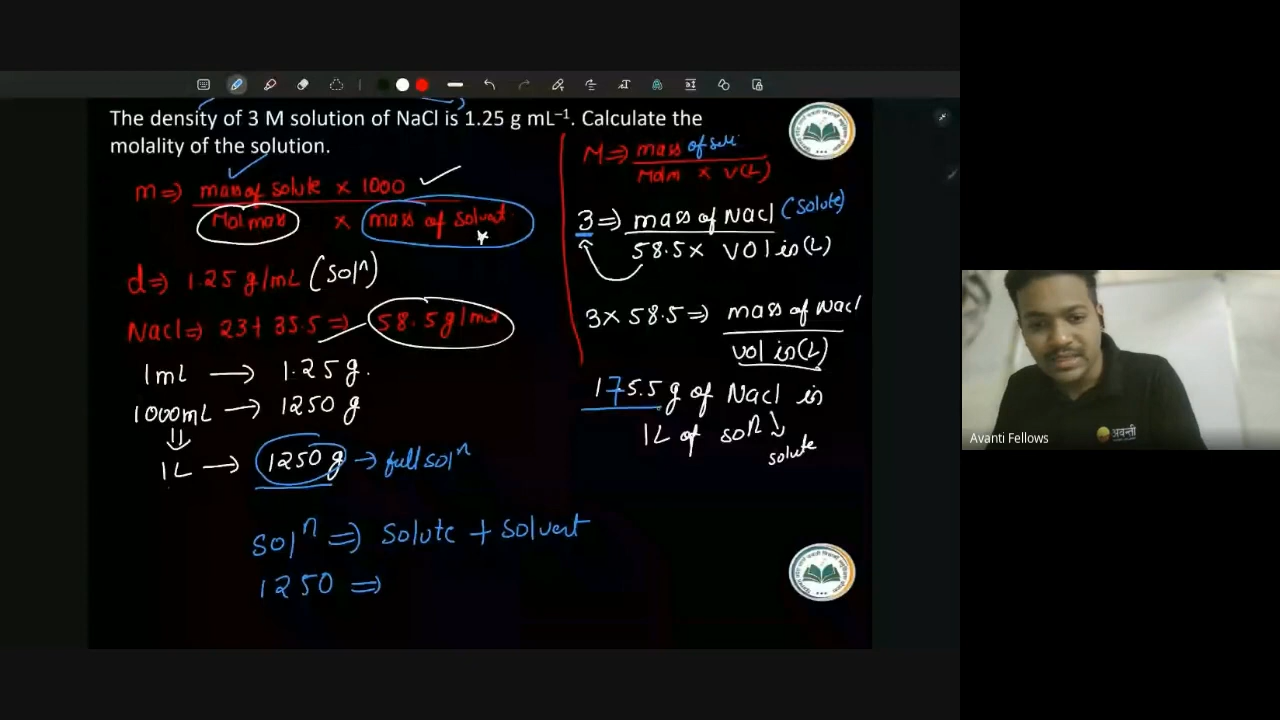 The density of 3 M solution of NaCl is 1.25 g mL⁻¹. Calculate the
molality of the solution.
m => mass of solute × 1000
Mol mass × mass of solvent
d => 1.25 g/mL (solⁿ)
Nacl => 23 + 35.5 => 58.5 g/mol
1mL → 1.25 g.
1000mL → 1250 g
1L → 1250 g → full solⁿ
solⁿ => solute + solvent
1250 =>
M => mass of
× V(L)
3 => mass of Nacl (solute)
58.5 × VOl in (L)
3 × 58.5 => mass of Nacl
vol in (L)
175.5 g of Nacl in
1L of solⁿ
solute
Avanti Fellows
अवन्ती